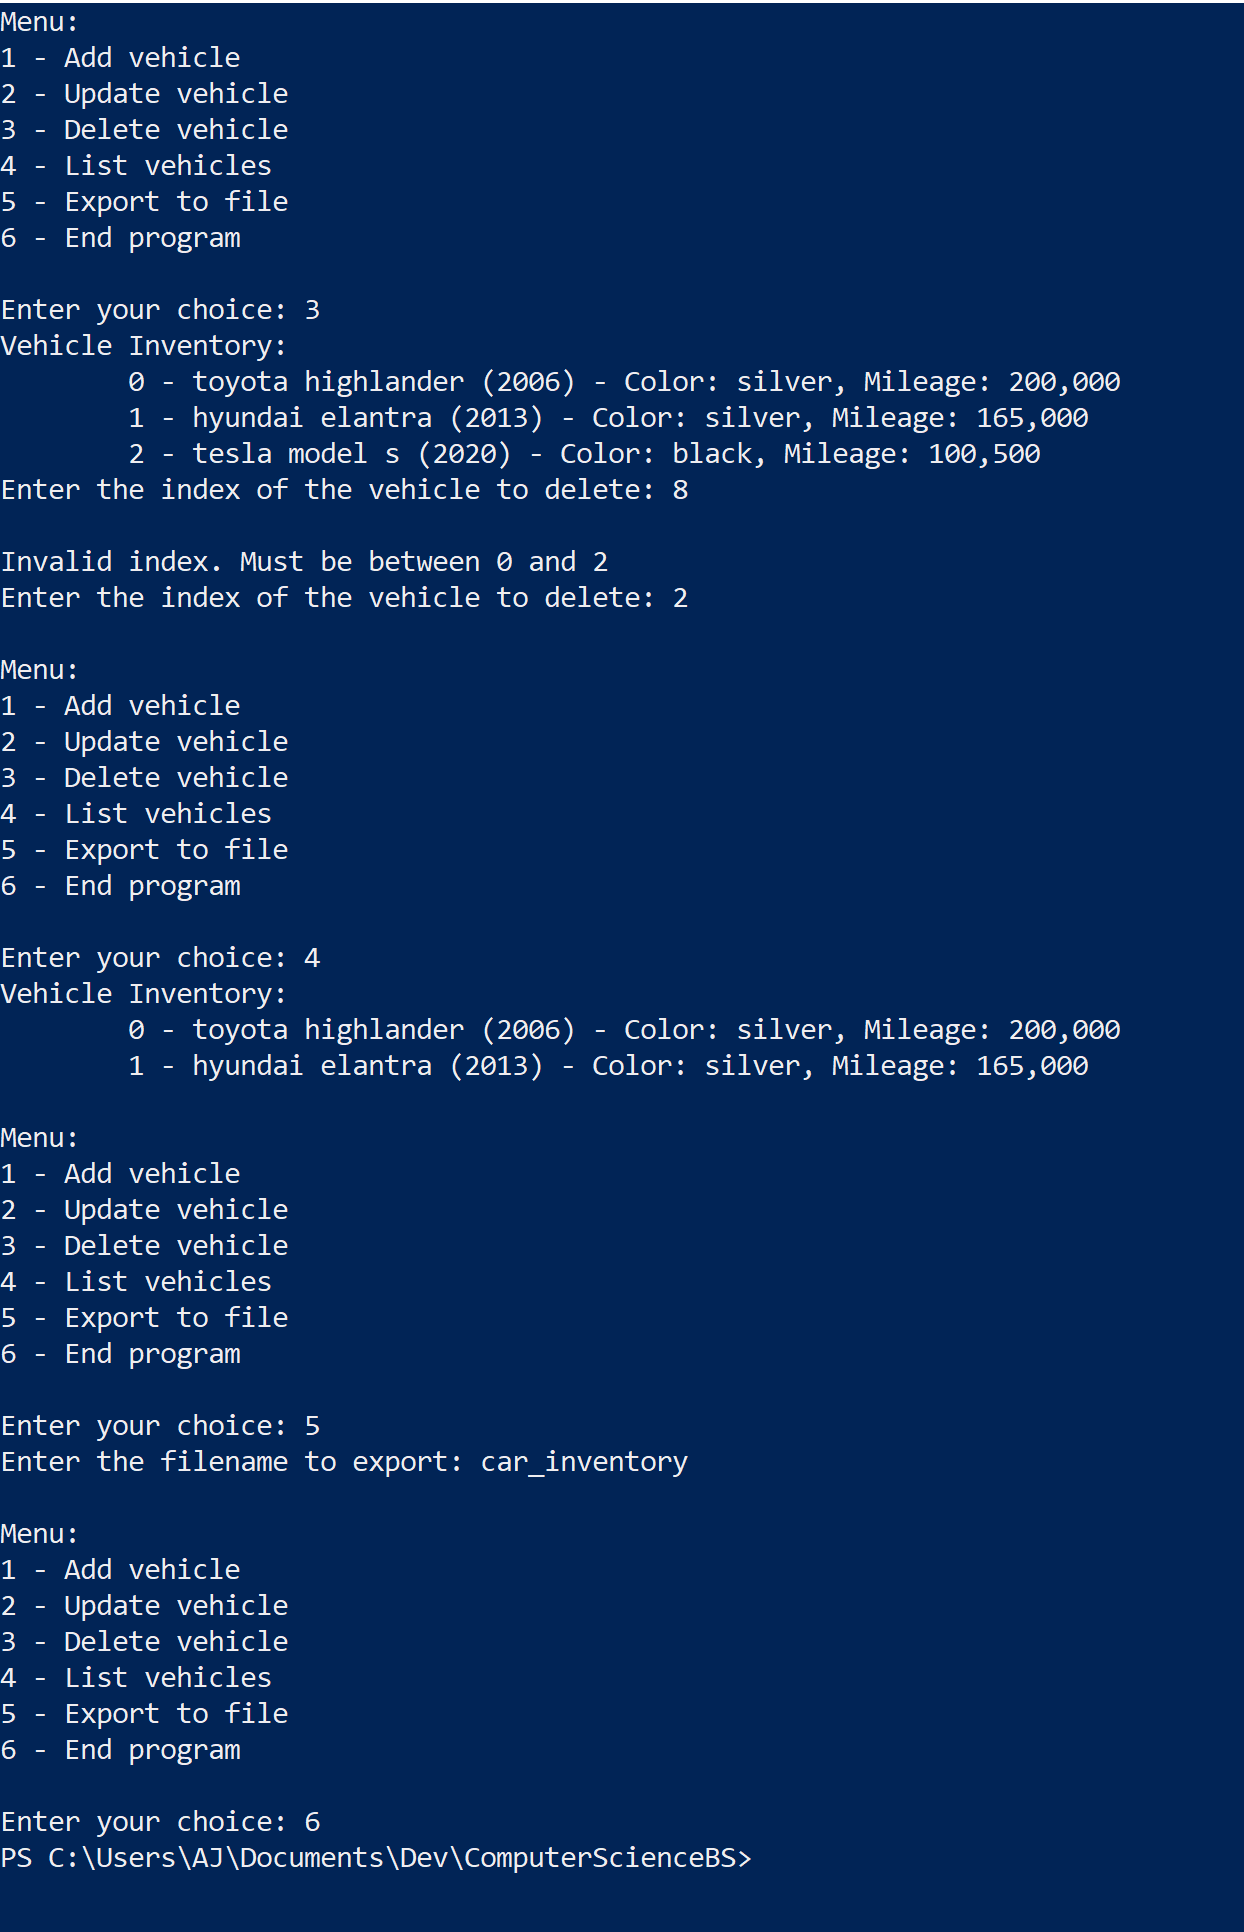 Menu:
1 - Add vehicle
2 - Update vehicle
3 - Delete vehicle
4 - List vehicles
5 - Export to file
6 - End program

Enter your choice: 3
Vehicle Inventory:
        0 - toyota highlander (2006) - Color: silver, Mileage: 200,000
        1 - hyundai elantra (2013) - Color: silver, Mileage: 165,000
        2 - tesla model s (2020) - Color: black, Mileage: 100,500
Enter the index of the vehicle to delete: 8

Invalid index. Must be between 0 and 2
Enter the index of the vehicle to delete: 2

Menu:
1 - Add vehicle
2 - Update vehicle
3 - Delete vehicle
4 - List vehicles
5 - Export to file
6 - End program

Enter your choice: 4
Vehicle Inventory:
        0 - toyota highlander (2006) - Color: silver, Mileage: 200,000
        1 - hyundai elantra (2013) - Color: silver, Mileage: 165,000

Menu:
1 - Add vehicle
2 - Update vehicle
3 - Delete vehicle
4 - List vehicles
5 - Export to file
6 - End program

Enter your choice: 5
Enter the filename to export: car_inventory

Menu:
1 - Add vehicle
2 - Update vehicle
3 - Delete vehicle
4 - List vehicles
5 - Export to file
6 - End program

Enter your choice: 6
PS C:\Users\AJ\Documents\Dev\ComputerScienceBS>